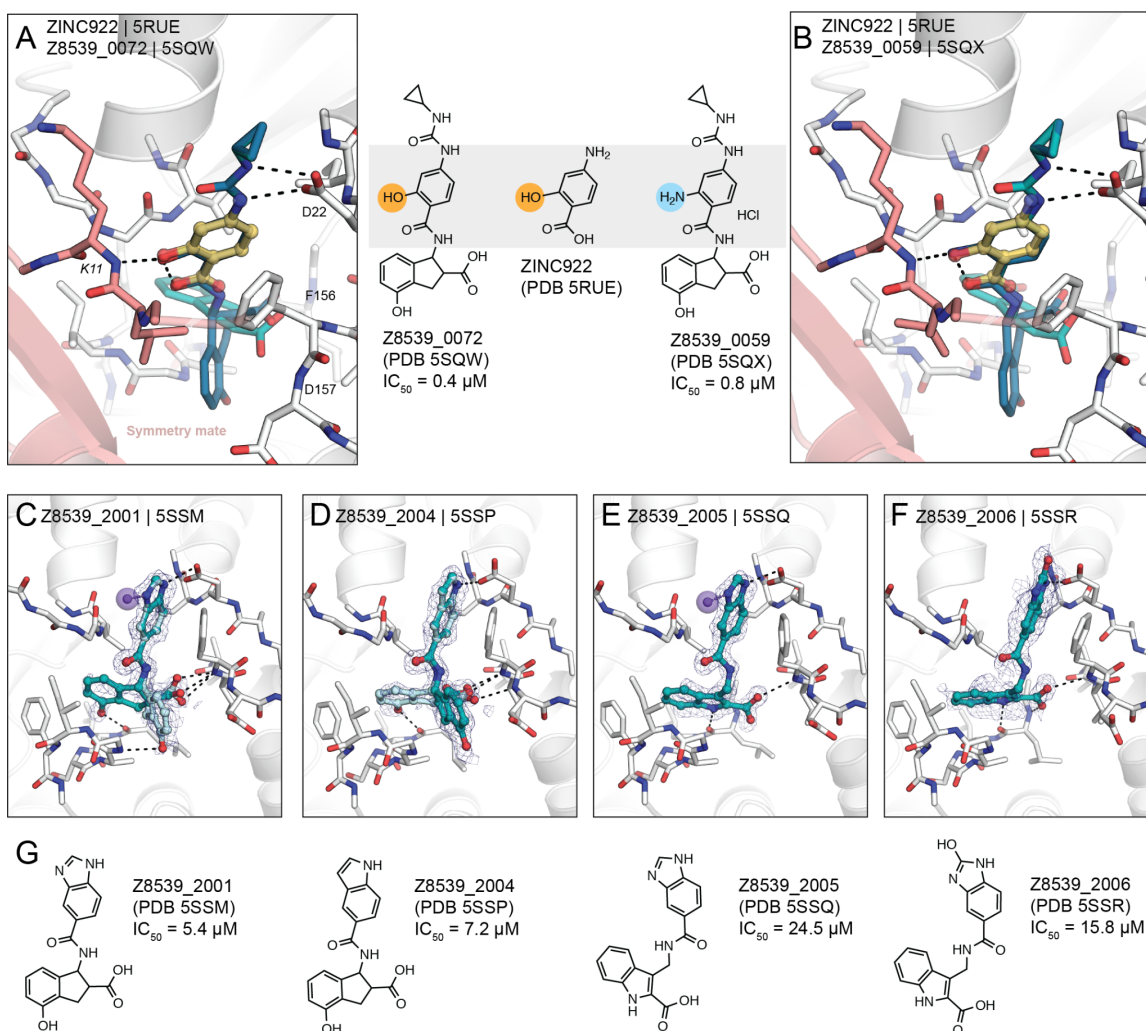 A
ZINC922 | 5RUE
Z8539_0072 | 5SQW
D22
K11
F156
D157
Symmetry mate
NH
O
NH
HO
O
NH
O
OH
OH
Z8539_0072
(PDB 5SQW)
IC50 = 0.4 µM
NH2
HO
O
OH
ZINC922
(PDB 5RUE)
NH
O
NH
H2N
O
HCl
NH
O
OH
OH
Z8539_0059
(PDB 5SQX)
IC50 = 0.8 µM
B
ZINC922 | 5RUE
Z8539_0059 | 5SQX
C
Z8539_2001 | 5SSM
D
Z8539_2004 | 5SSP
E
Z8539_2005 | 5SSQ
F
Z8539_2006 | 5SSR
G
N
NH
O
NH
OH
O
OH
Z8539_2001
(PDB 5SSM)
IC50 = 5.4 µM
NH
O
NH
OH
O
OH
Z8539_2004
(PDB 5SSP)
IC50 = 7.2 µM
NH
N
O
NH
O
N
H
OH
Z8539_2005
(PDB 5SSQ)
IC50 = 24.5 µM
HO
NH
N
NH
O
O
N
H
OH
Z8539_2006
(PDB 5SSR)
IC50 = 15.8 µM